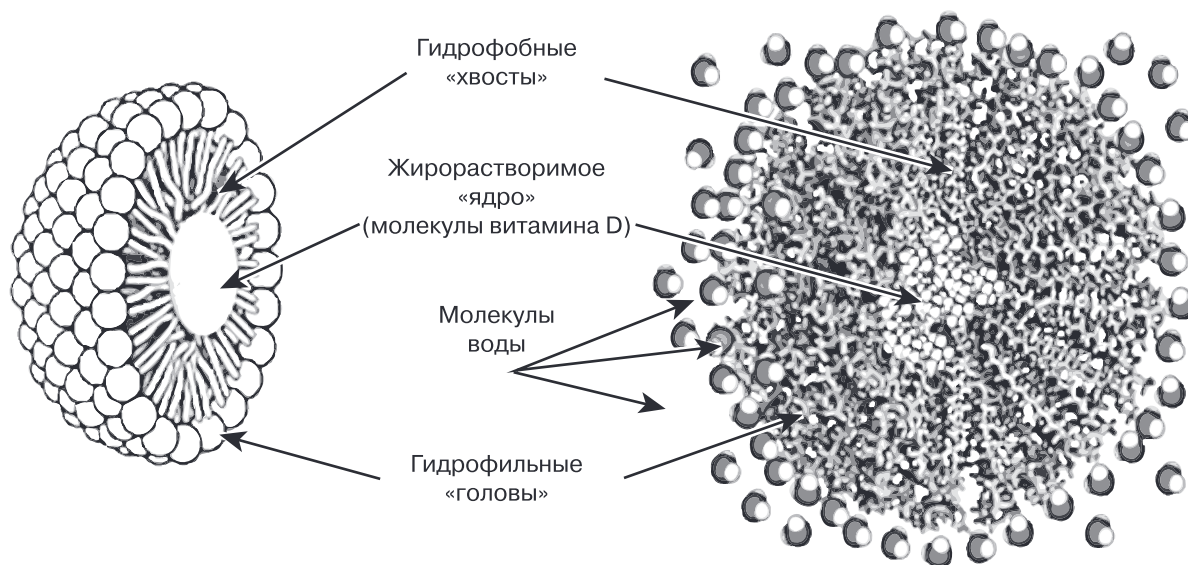 Гидрофобные
«хвосты»
Жирорастворимое
«ядро»
(молекулы витамина D)
Молекулы
воды
Гидрофильные
«головы»